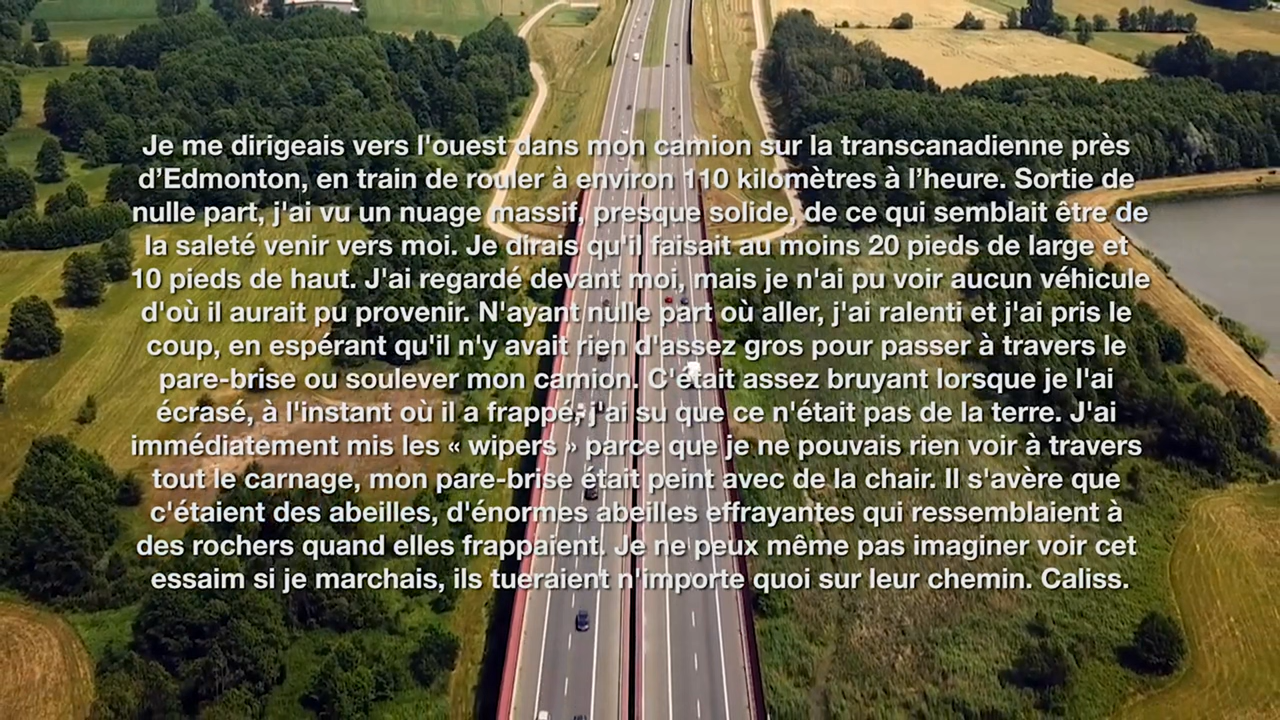 Je me dirigeais vers l'ouest dans mon camion sur la transcanadienne près
d’Edmonton, en train de rouler à environ 110 kilomètres à l’heure. Sortie de
nulle part, j'ai vu un nuage massif, presque solide, de ce qui semblait être de
la saleté venir vers moi. Je dirais qu'il faisait au moins 20 pieds de large et
10 pieds de haut. J'ai regardé devant moi, mais je n'ai pu voir aucun véhicule
d'où il aurait pu provenir. N'ayant nulle part où aller, j'ai ralenti et j'ai pris le
coup, en espérant qu'il n'y avait rien d'assez gros pour passer à travers le
pare-brise ou soulever mon camion. C'était assez bruyant lorsque je l'ai
écrasé, à l'instant où il a frappé, j'ai su que ce n'était pas de la terre. J'ai
immédiatement mis les « wipers » parce que je ne pouvais rien voir à travers
tout le carnage, mon pare-brise était peint avec de la chair. Il s'avère que
c'étaient des abeilles, d'énormes abeilles effrayantes qui ressemblaient à
des rochers quand elles frappaient. Je ne peux même pas imaginer voir cet
essaim si je marchais, ils tueraient n'importe quoi sur leur chemin. Caliss.